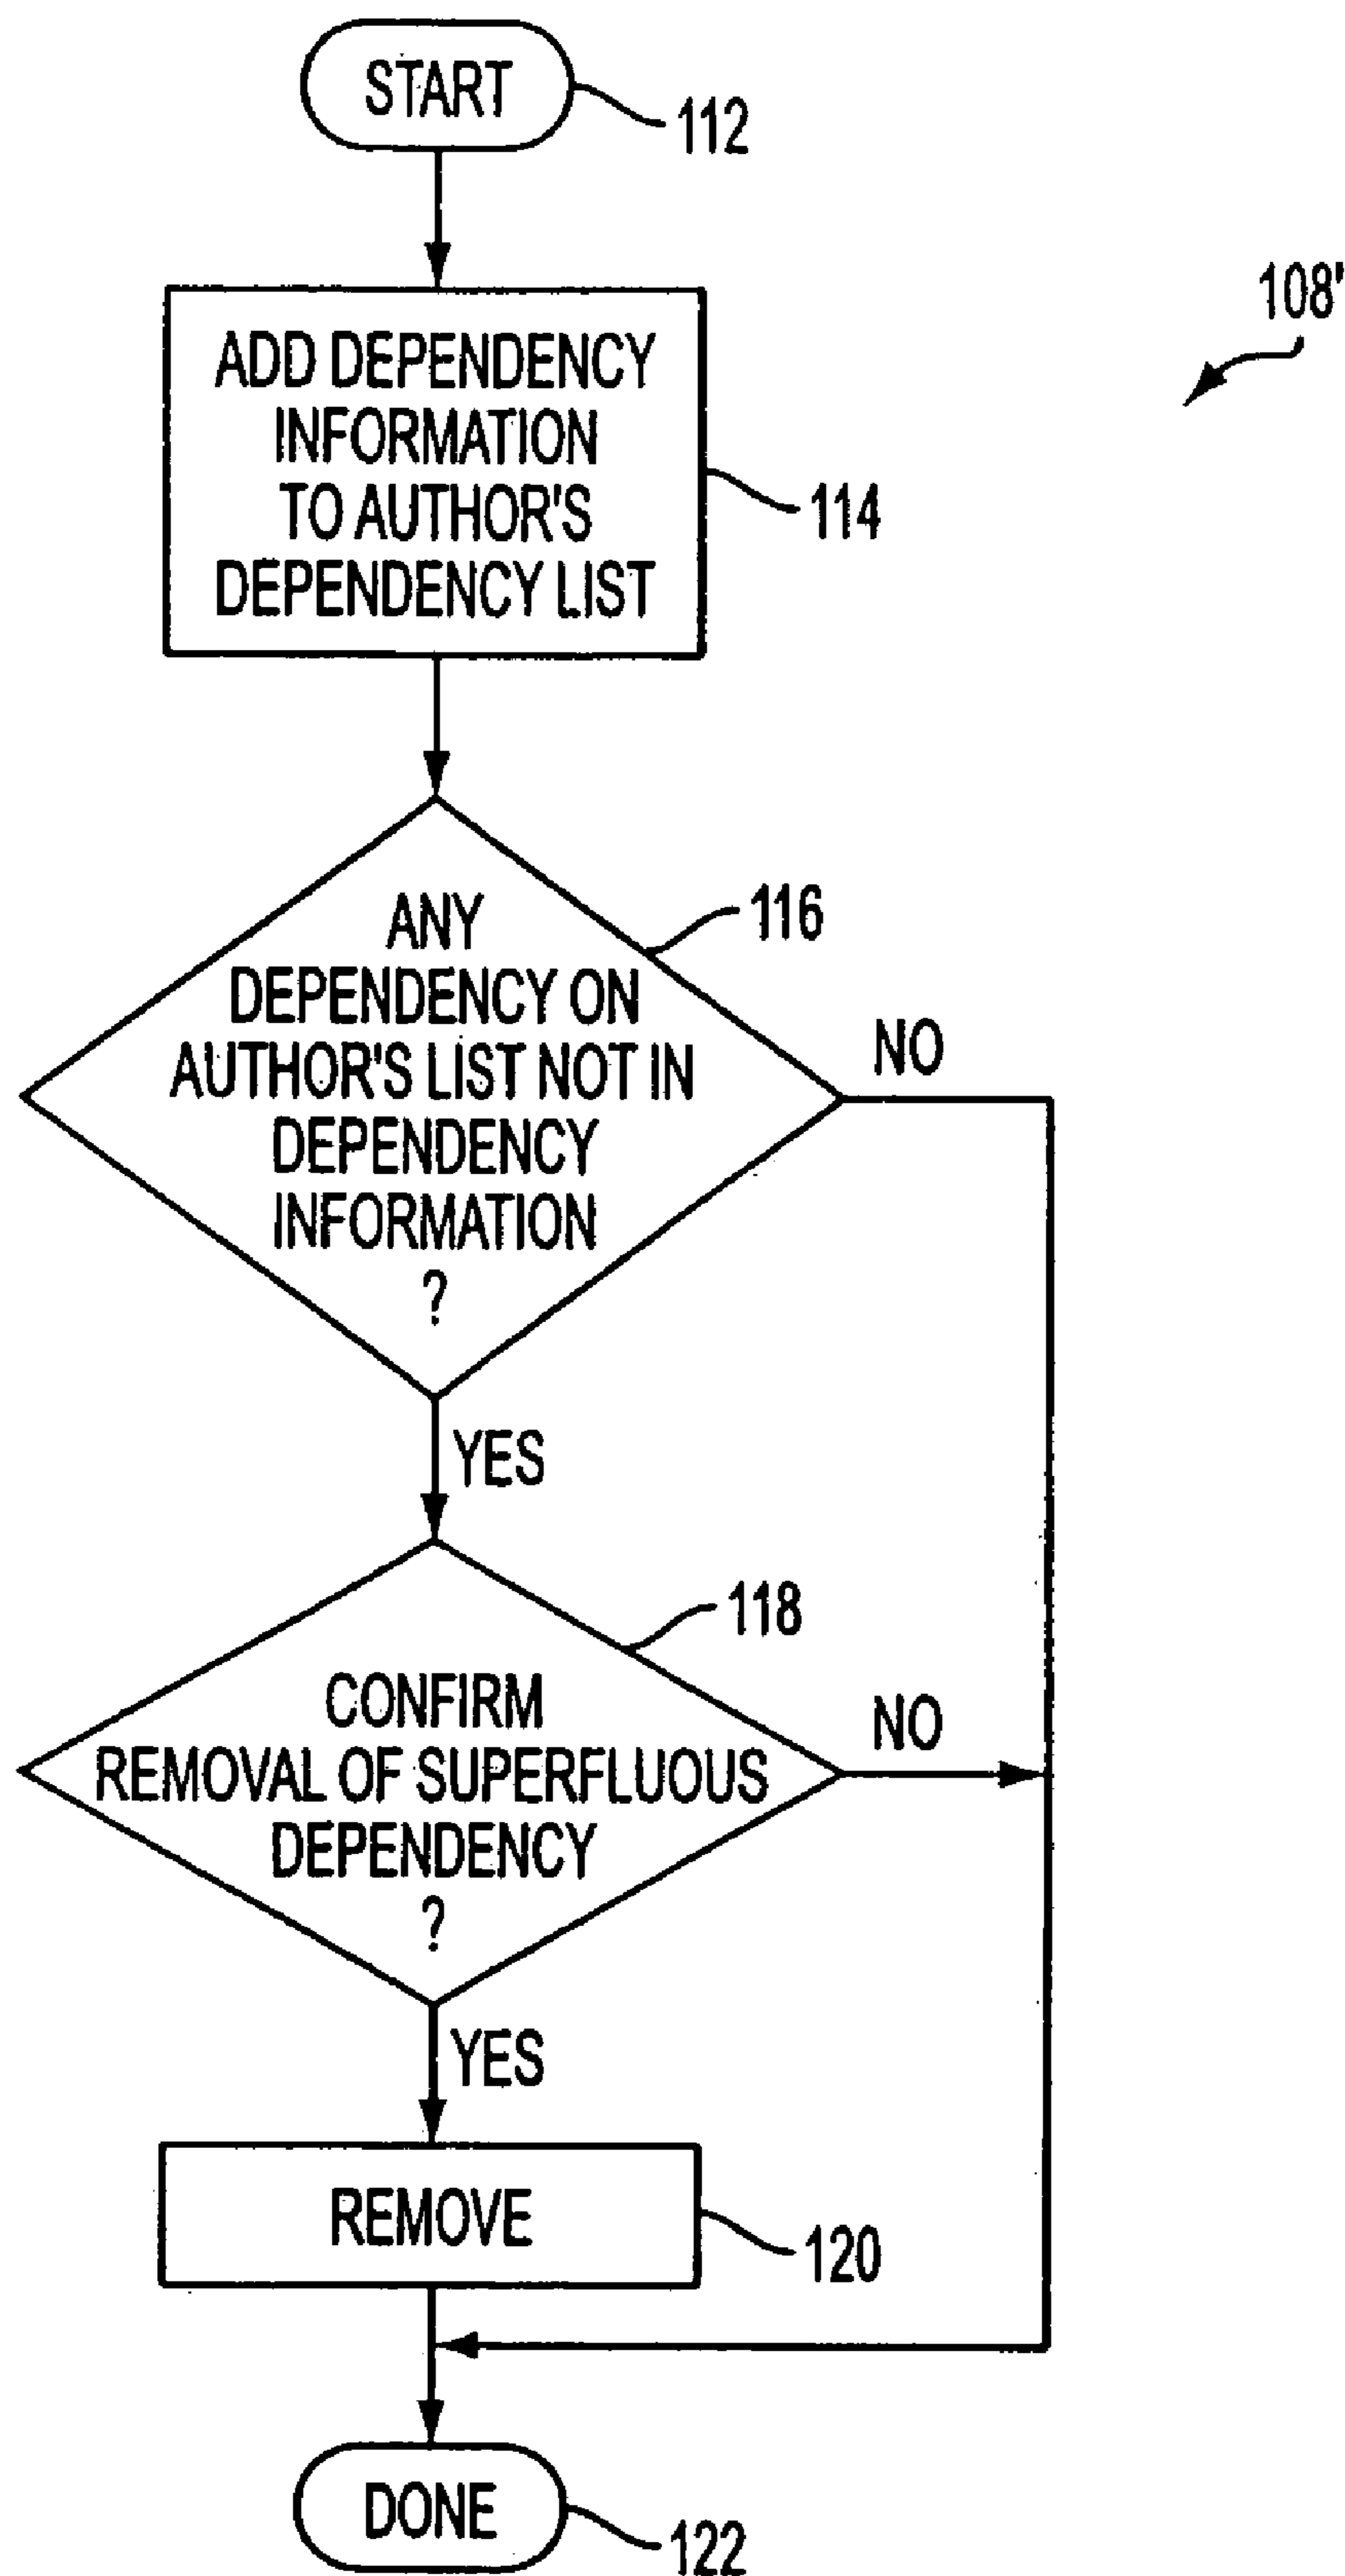 START
112
108'
ADD DEPENDENCY
INFORMATION
TO AUTHOR'S
DEPENDENCY LIST
114
ANY
DEPENDENCY ON
AUTHOR'S LIST NOT IN
DEPENDENCY
INFORMATION
?
116
NO
YES
118
CONFIRM
REMOVAL OF SUPERFLUOUS
DEPENDENCY
?
NO
YES
REMOVE
120
DONE
122